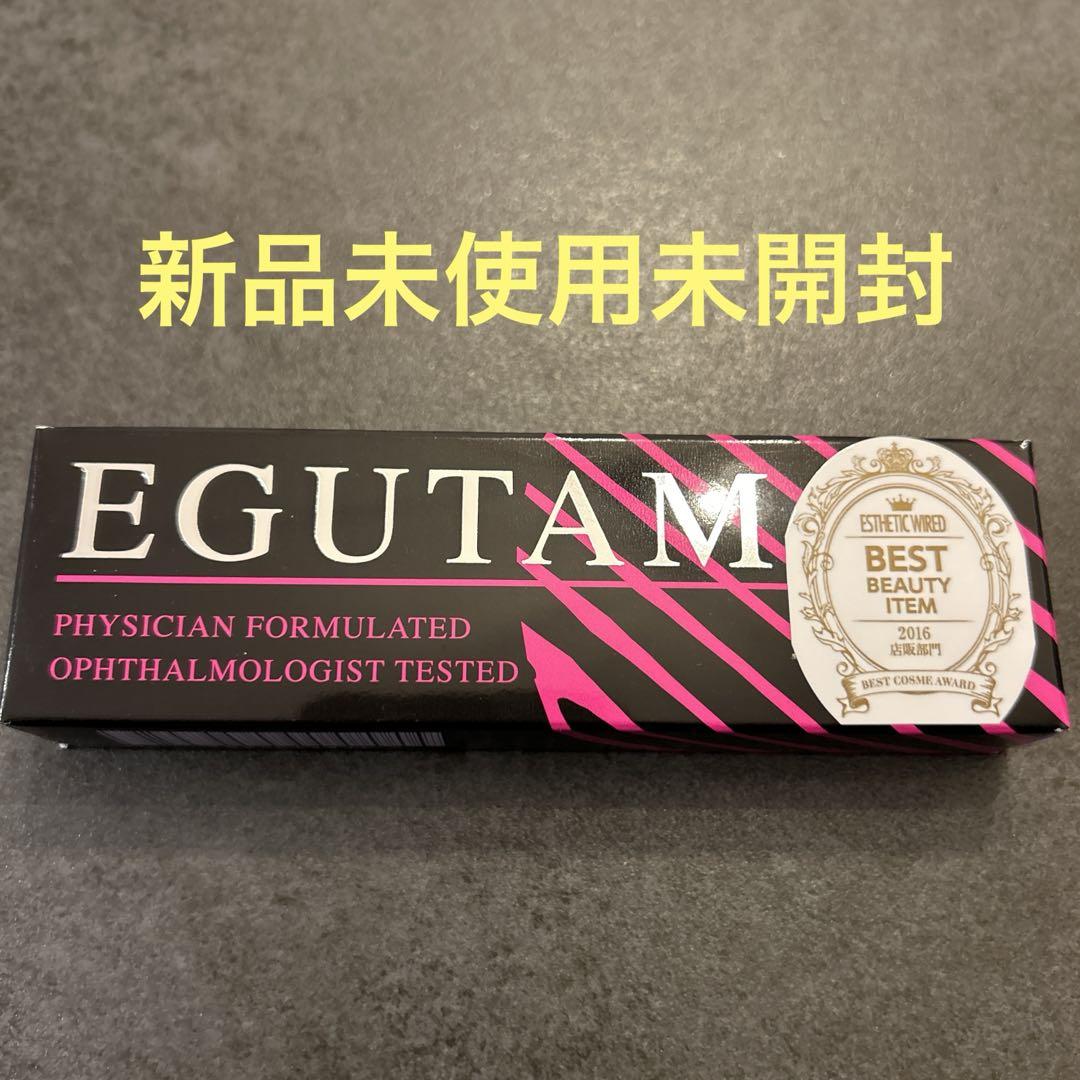 新品未使用未開封
EGUTAM
PHYSICIAN FORMULATED
OPHTHALMOLOGIST TESTED
ESTHETIC WIRED
BEST
BEAUTY
ITEM
2016
店販部門
BEST COSME AWARD